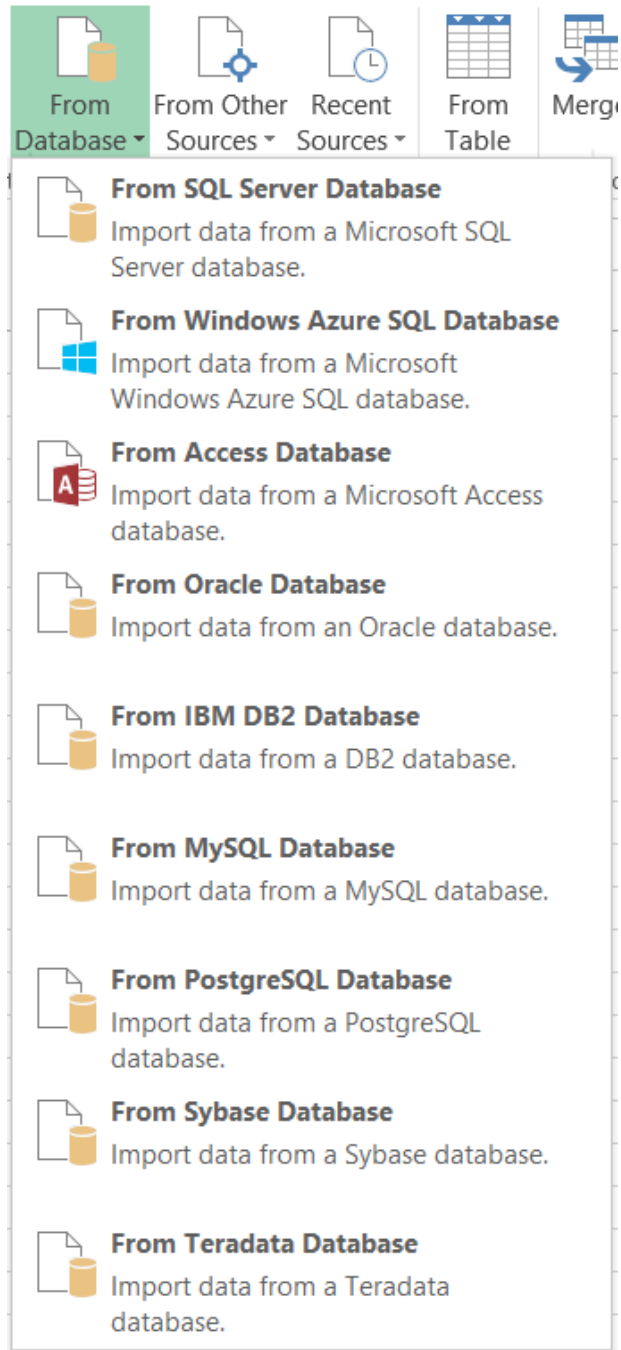 From From Other Recent From Merge
Database Sources Sources Table
From SQL Server Database
Import data from a Microsoft SQL
Server database.
From Windows Azure SQL Database
Import data from a Microsoft
Windows Azure SQL database.
A
From Access Database
Import data from a Microsoft Access
database.
From Oracle Database
Import data from an Oracle database.
From IBM DB2 Database
Import data from a DB2 database.
From MySQL Database
Import data from a MySQL database.
From PostgreSQL Database
Import data from a PostgreSQL
database.
From Sybase Database
Import data from a Sybase database.
From Teradata Database
Import data from a Teradata
database.